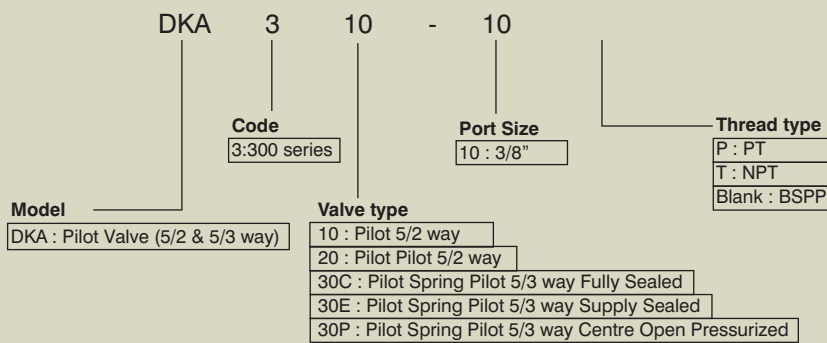 DKA 3 10 - 10
Code
3:300 series
Port Size
10 : 3/8”
Thread type
P : PT
T : NPT
Blank : BSPP
Model
DKA : Pilot Valve (5/2 & 5/3 way)
Valve type
10 : Pilot 5/2 way
20 : Pilot Pilot 5/2 way
30C : Pilot Spring Pilot 5/3 way Fully Sealed
30E : Pilot Spring Pilot 5/3 way Supply Sealed
30P : Pilot Spring Pilot 5/3 way Centre Open Pressurized